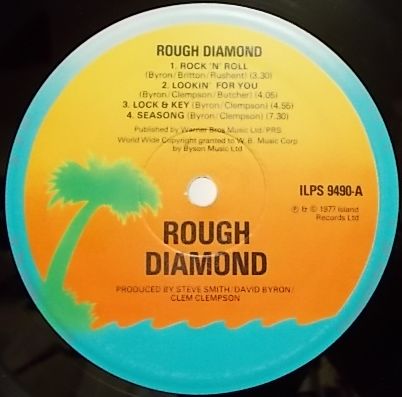 ROUGH DIAMOND
1. ROCK 'N' ROLL
(Byron/Britton/Rushent) (3.30)
2. LOOKIN' FOR YOU
(Byron/Clempson/Butcher) (4.05)
3. LOCK & KEY (Byron/Clempson) (4.55)
4. SEASONG (Byron/Clempson) (7.30)
Published by Warner Bros Music Ltd/PRS
World Wide Copyright granted to W. B. Music Corp
by Byson Music Ltd
ILPS 9490-A
℗ & © 1977 Island
Records Ltd
ROUGH
DIAMOND
PRODUCED BY STEVE SMITH/DAVID BYRON/
CLEM CLEMPSON